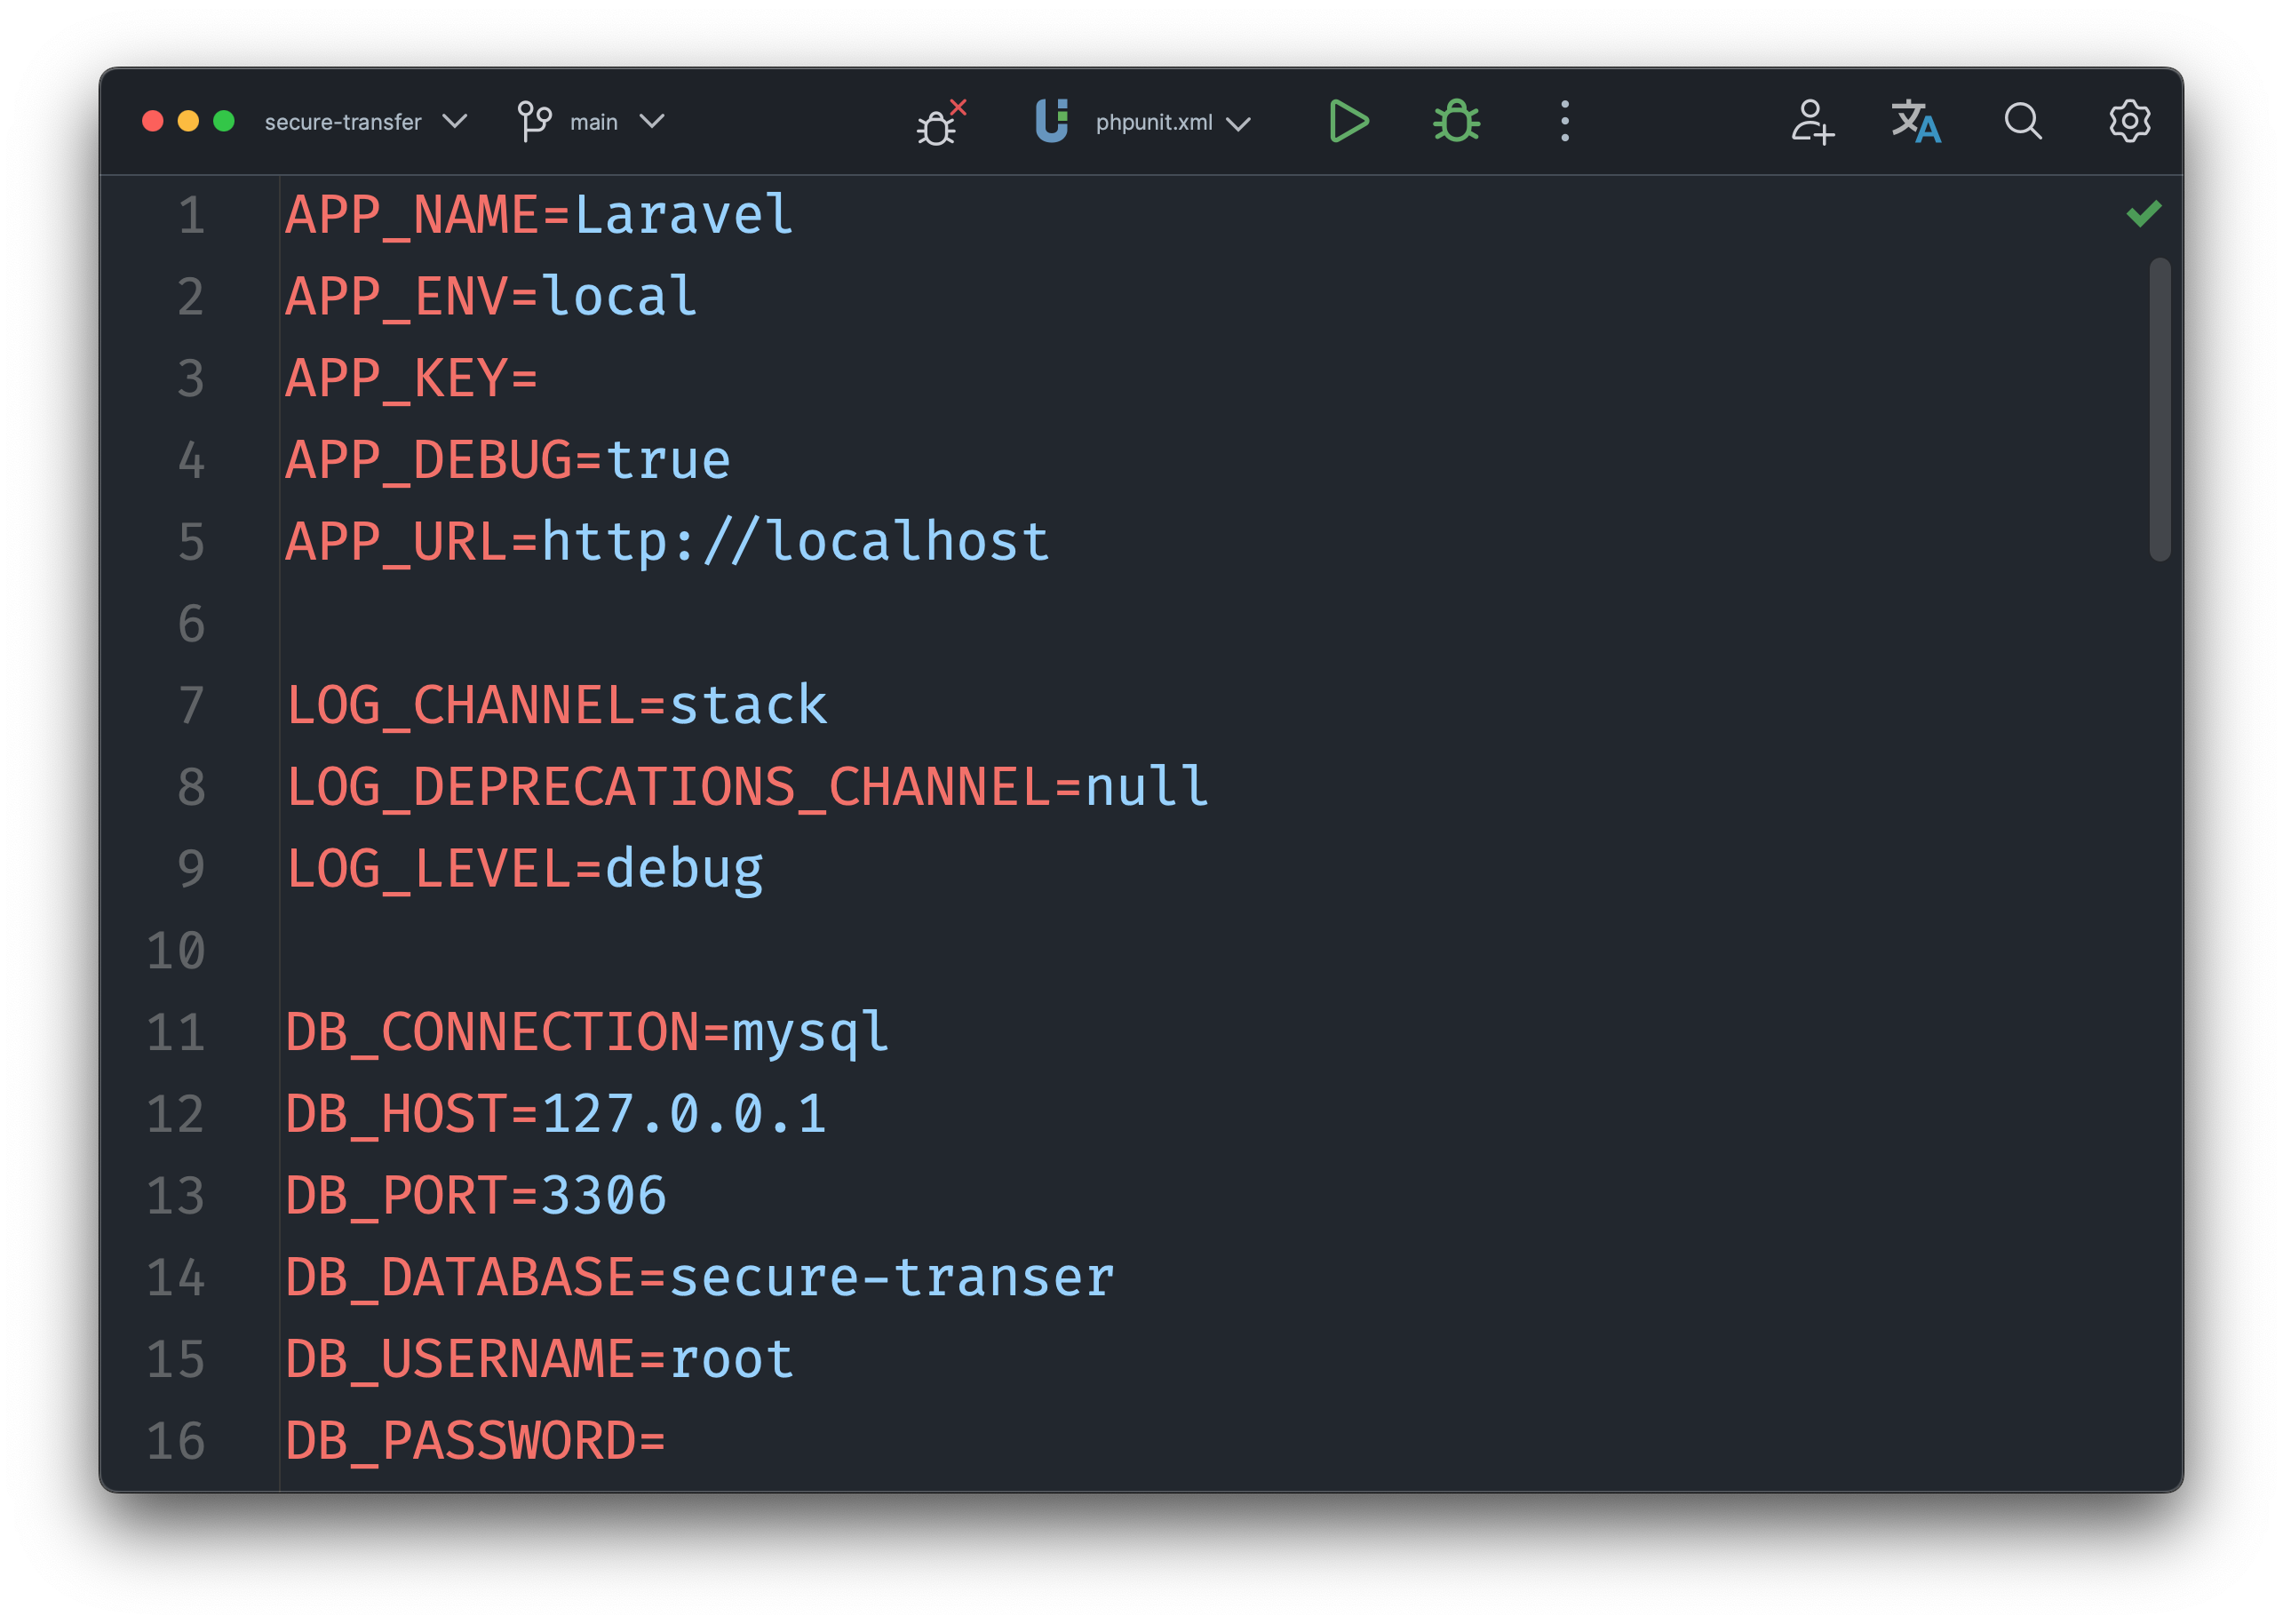 secure-transfer main phpunit.xml
1 APP_NAME=Laravel
2 APP_ENV=local
3 APP_KEY=
4 APP_DEBUG=true
5 APP_URL=http://localhost
6
7 LOG_CHANNEL=stack
8 LOG_DEPRECATIONS_CHANNEL=null
9 LOG_LEVEL=debug
10
11 DB_CONNECTION=mysql
12 DB_HOST=127.0.0.1
13 DB_PORT=3306
14 DB_DATABASE=secure-transer
15 DB_USERNAME=root
16 DB_PASSWORD=